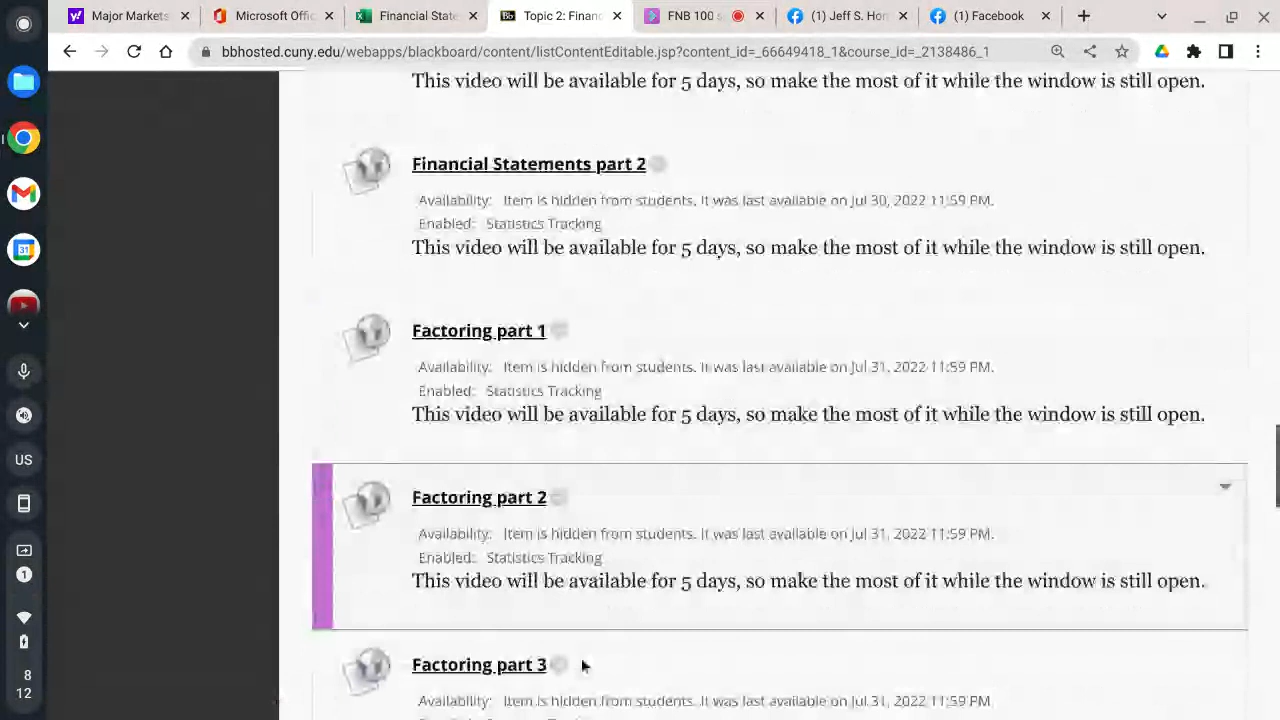 Major Markets
Microsoft Offic
Financial State
Topic 2: Financ
FNB 100 s
(1) Jeff S. Hon
(1) Facebook
bbhosted.cuny.edu/webapps/blackboard/content/listContentEditable.jsp?content_id=_66649418_1&course_id=_2138486_1
This video will be available for 5 days, so make the most of it while the window is still open.
Financial Statements part 2
Availability: Item is hidden from students. It was last available on Jul 30, 2022 11:59 PM.
Enabled: Statistics Tracking
This video will be available for 5 days, so make the most of it while the window is still open.
Factoring part 1
Availability: Item is hidden from students. It was last available on Jul 31, 2022 11:59 PM.
Enabled: Statistics Tracking
This video will be available for 5 days, so make the most of it while the window is still open.
Factoring part 2
Availability: Item is hidden from students. It was last available on Jul 31, 2022 11:59 PM.
Enabled: Statistics Tracking
This video will be available for 5 days, so make the most of it while the window is still open.
Factoring part 3
Availability: Item is hidden from students. It was last available on Jul 31, 2022 11:59 PM.
31
US
1
8
12